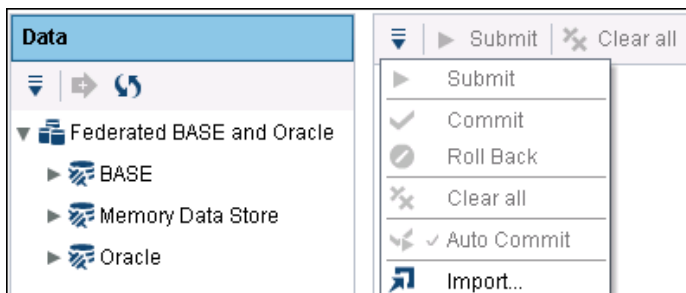 Data
Federated BASE and Oracle
BASE
Memory Data Store
Oracle
Submit Clear all
Submit
Commit
Roll Back
Clear all
Auto Commit
Import...